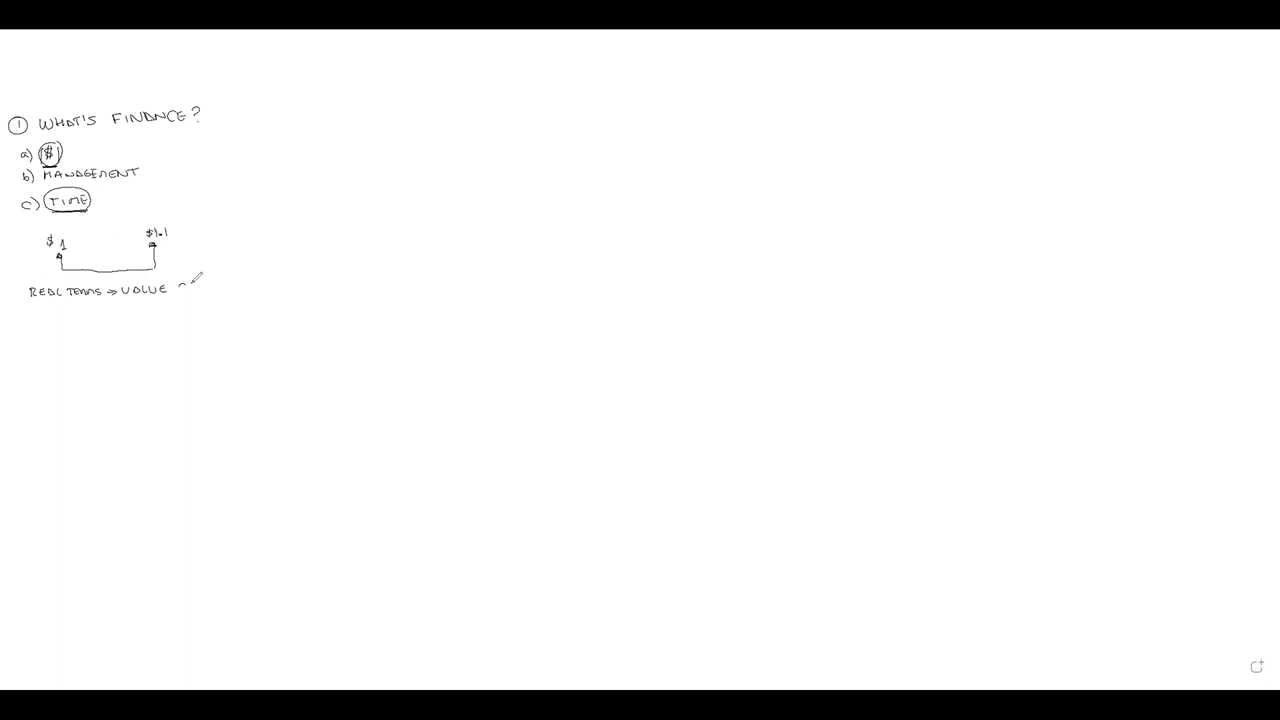 ① WHAT'S FINANCE?
a) $
b) MANAGEMENT
c) TIME
$ 1 $1.1
REAL TERMS → VALUE